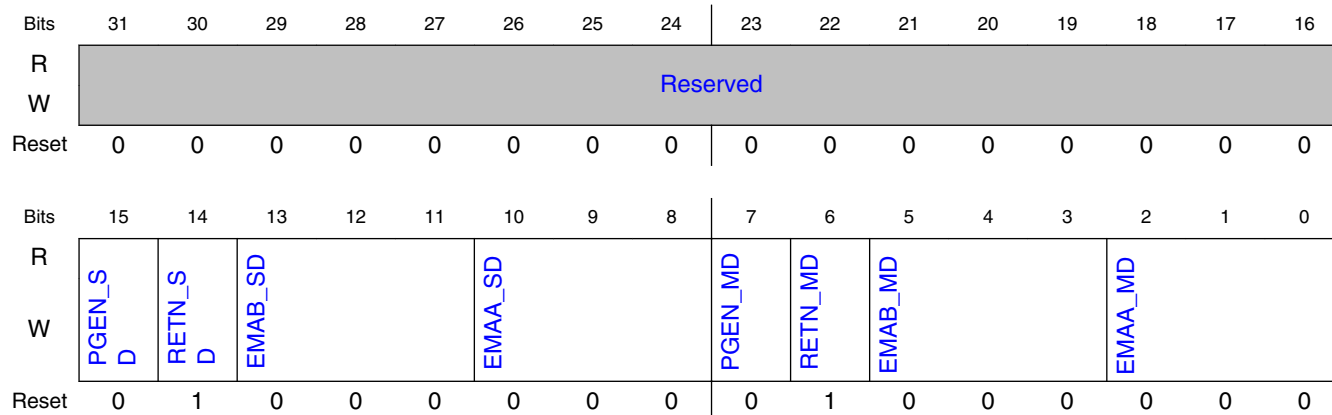 Bits 31 30 29 28 27 26 25 24 23 22 21 20 19 18 17 16
R
Reserved
W
Reset 0 0 0 0 0 0 0 0 0 0 0 0 0 0 0 0
Bits 15 14 13 12 11 10 9 8 7 6 5 4 3 2 1 0
R
W
PGEN_S
D
RETN_S
D
EMAB_SD
EMAA_SD
PGEN_MD
RETN_MD
EMAB_MD
EMAA_MD
Reset 0 1 0 0 0 0 0 0 0 1 0 0 0 0 0 0